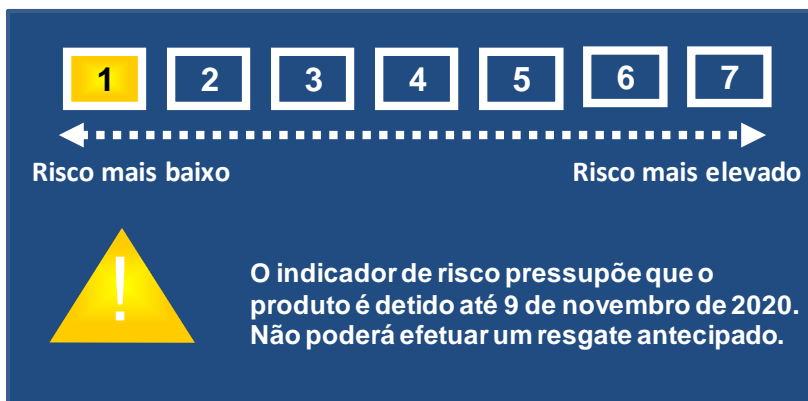 1 2 3 4 5 6 7
Risco mais baixo Risco mais elevado
!
O indicador de risco pressupõe que o
produto é detido até 9 de novembro de 2020.
Não poderá efetuar um resgate antecipado.